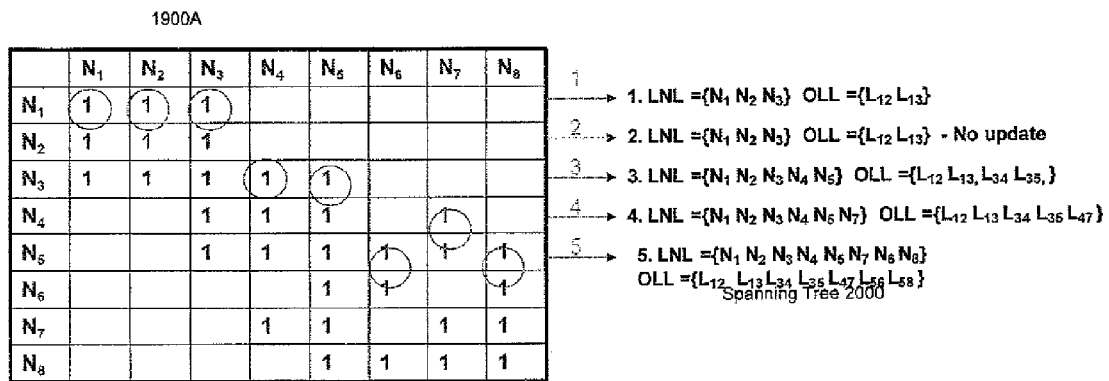 1900A
N₁ N₂ N₃ N₄ N₅ N₆ N₇ N₈
N₁ 1 1 1
N₂ 1 1 1
N₃ 1 1 1 1 1
N₄ 1 1 1 1
N₅ 1 1 1 1 1 1
N₆ 1 1 1
N₇ 1 1 1 1
N₈ 1 1 1 1
1 1. LNL ={N₁ N₂ N₃} OLL ={L₁₂ L₁₃}
2 2. LNL ={N₁ N₂ N₃} OLL ={L₁₂ L₁₃} - No update
3 3. LNL ={N₁ N₂ N₃ N₄ N₅} OLL ={L₁₂ L₁₃, L₃₄ L₃₅,}
4 4. LNL ={N₁ N₂ N₃ N₄ N₅ N₇} OLL ={L₁₂ L₁₃ L₃₄ L₃₅ L₄₇}
5 5. LNL ={N₁ N₂ N₃ N₄ N₅ N₇ N₆ N₈}
OLL ={L₁₂ L₁₃ L₃₄ L₃₅ L₄₇ L₅₆ L₅₈}
Spanning Tree 2000